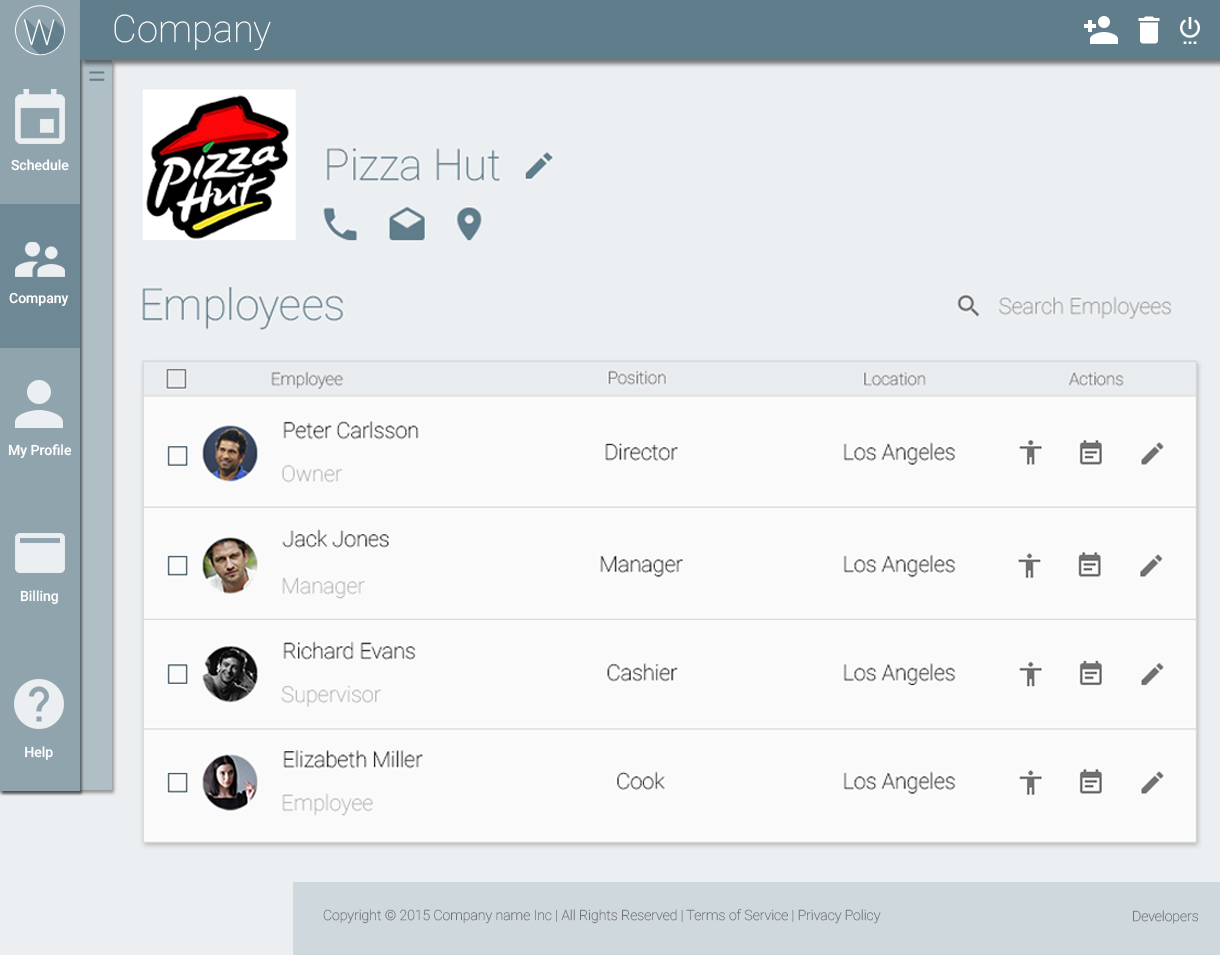 W
Company
Schedule
Company
My Profile
Billing
?
Help
Pizza
Hut
Pizza Hut
Employees
Search Employees
Employee Position Location Actions
Peter Carlsson
Owner
Director Los Angeles
Jack Jones
Manager
Manager Los Angeles
Richard Evans
Supervisor
Cashier Los Angeles
Elizabeth Miller
Employee
Cook Los Angeles
Copyright © 2015 Company name Inc | All Rights Reserved | Terms of Service | Privacy Policy
Developers